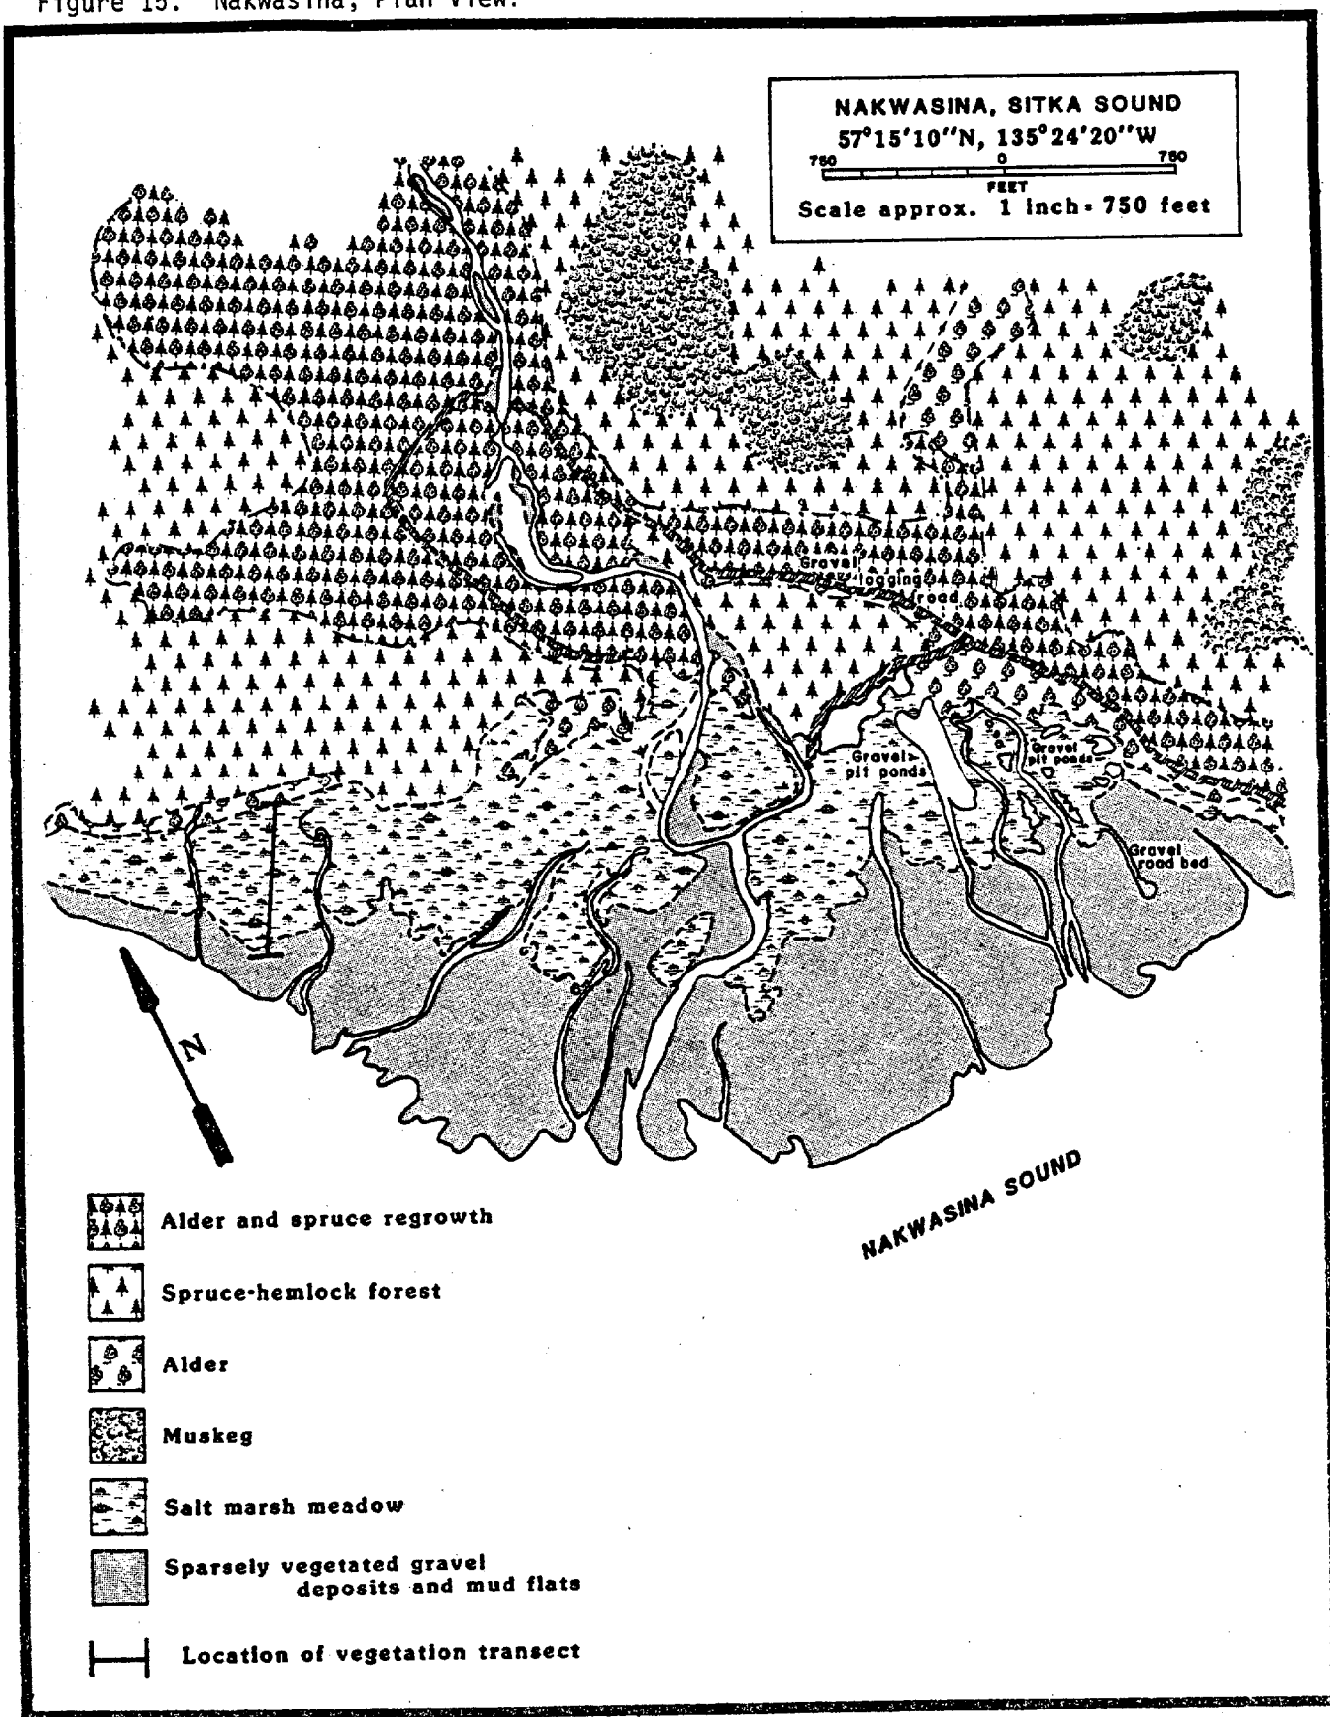 Figure 15. Nakwasina, Plan View.
NAKWASINA, SITKA SOUND
57°15'10"N, 135°24'20"W
750 0 750
FEET
Scale approx. 1 inch = 750 feet
Gravel
logging
road
Gravel
pit ponds
Gravel
pit ponds
Gravel
road bed
N
NAKWASINA SOUND
Alder and spruce regrowth
Spruce-hemlock forest
Alder
Muskeg
Salt marsh meadow
Sparsely vegetated gravel
deposits and mud flats
Location of vegetation transect